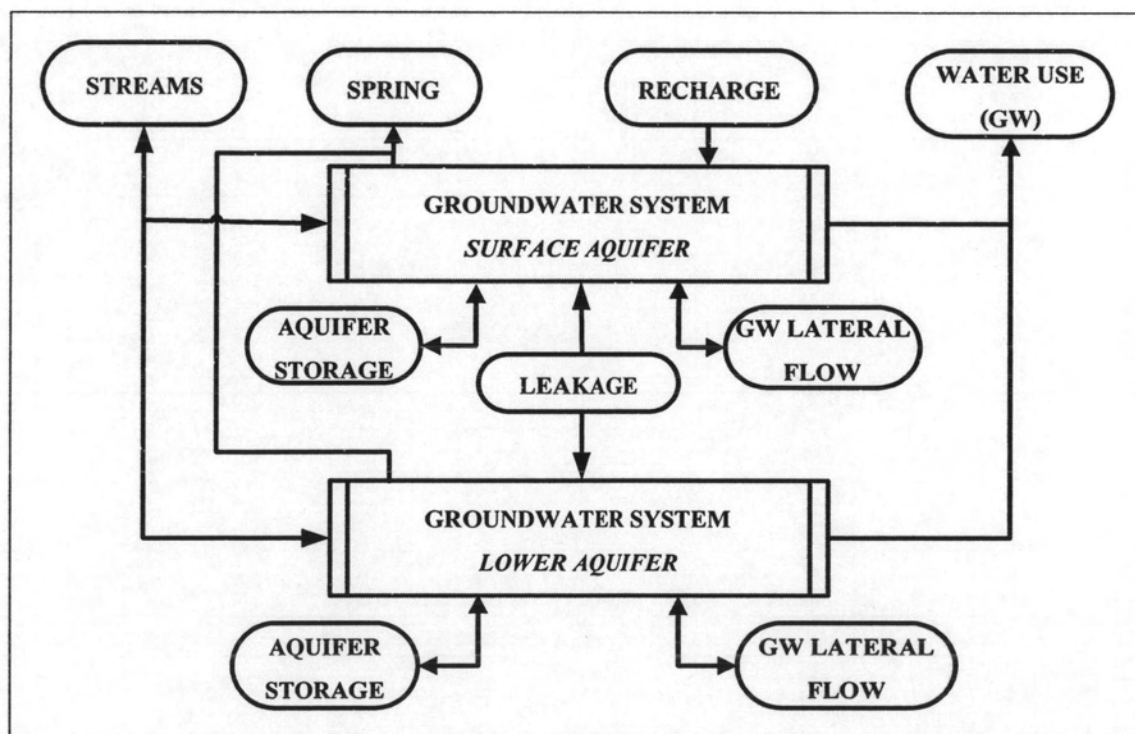 STREAMS
SPRING
RECHARGE
WATER USE
(GW)
GROUNDWATER SYSTEM
SURFACE AQUIFER
AQUIFER
STORAGE
LEAKAGE
GW LATERAL
FLOW
GROUNDWATER SYSTEM
LOWER AQUIFER
AQUIFER
STORAGE
GW LATERAL
FLOW